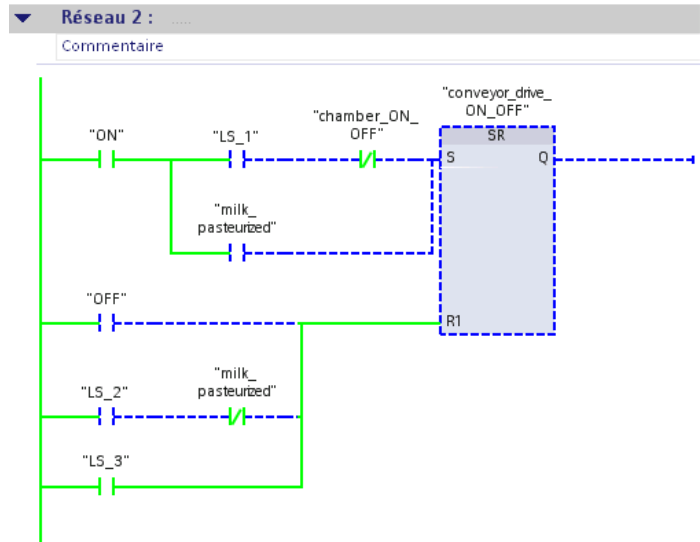 Réseau 2 : .....
Commentaire
"conveyor_drive_
ON_OFF"
"chamber_ON_
OFF"
"ON"
"LS_1"
SR
S
Q
"milk_
pasteurized"
"OFF"
R1
"milk_
pasteurized"
"LS_2"
"LS_3"